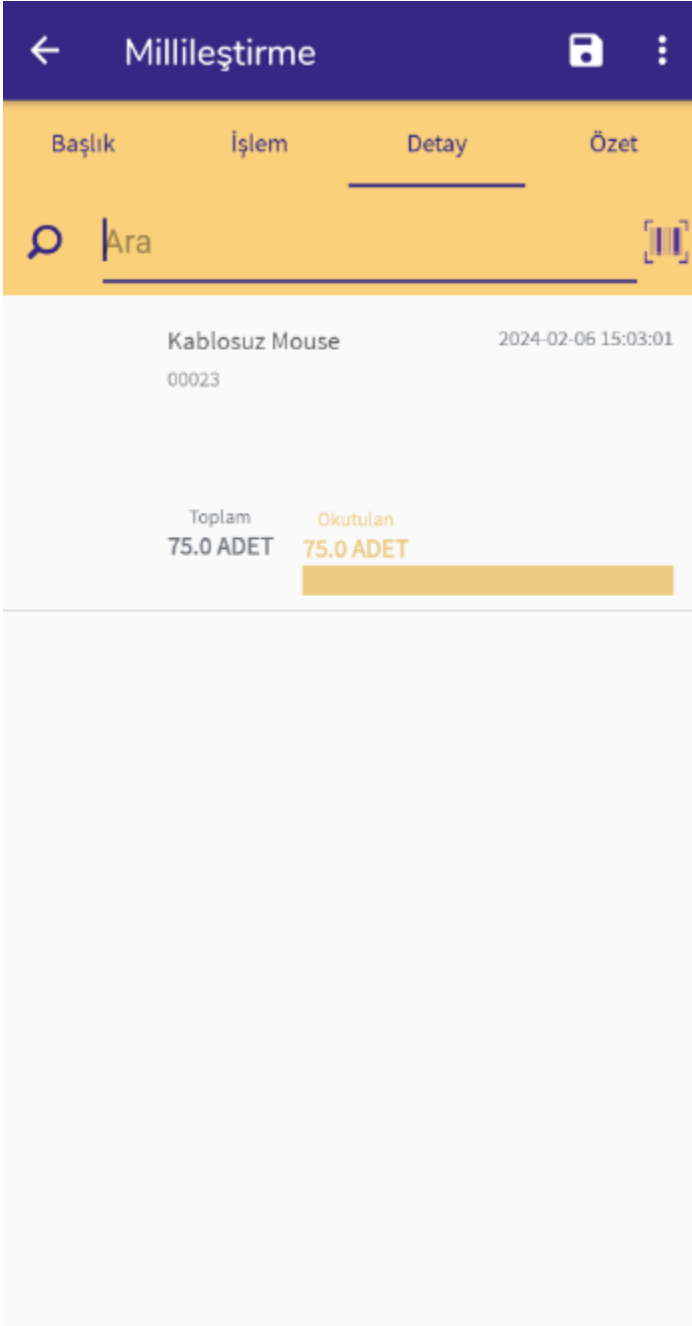 Millileştirme
Başlık İşlem Detay Özet
Ara
Kablosuz Mouse 2024-02-06 15:03:01
00023
Toplam Okutulan
75.0 ADET 75.0 ADET